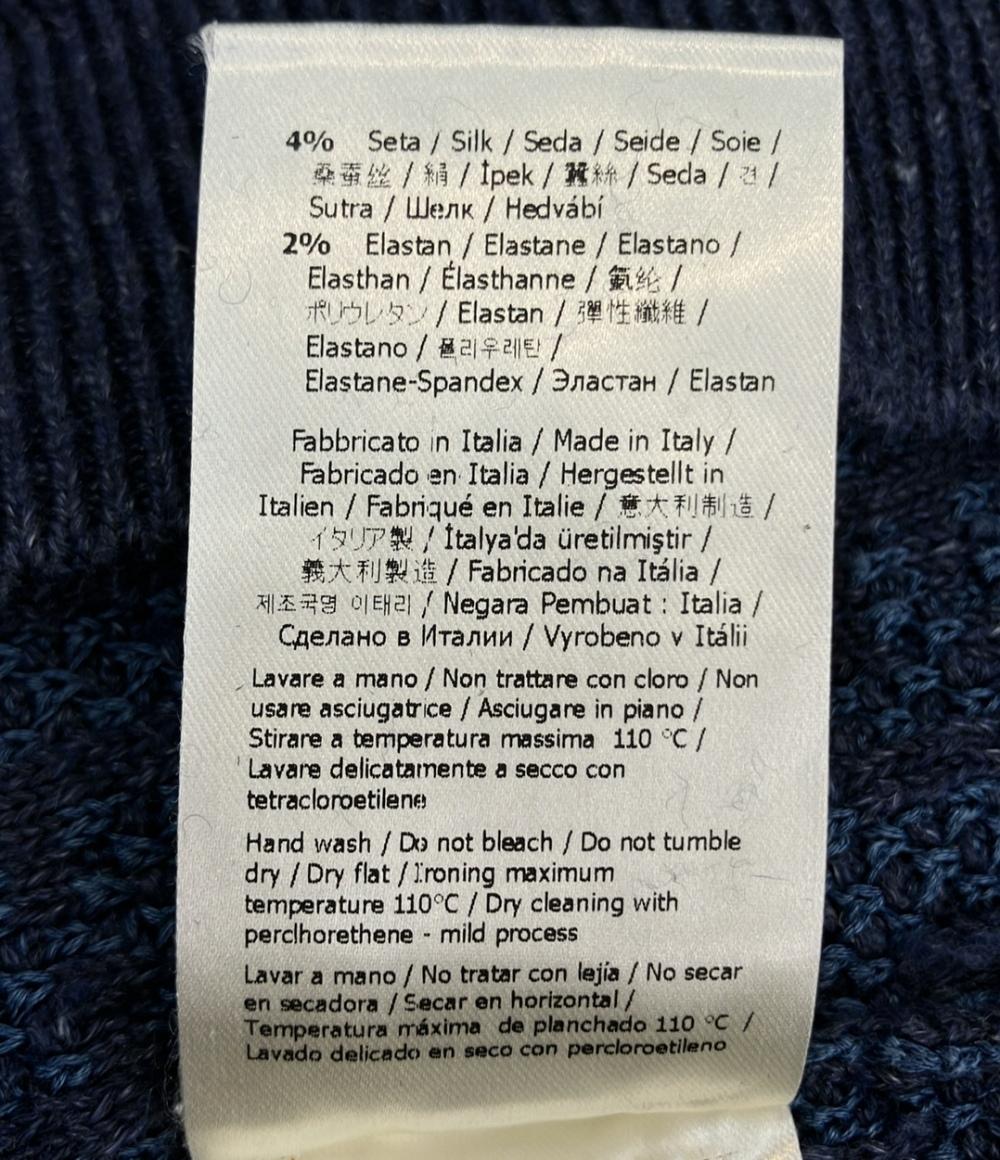 4% Seta / Silk / Seda / Seide / Soie /
桑蚕丝 / 絹 / İpek / 蠶絲 / Seda / 견 /
Sutra / Шелк / Hedvábí
2% Elastan / Elastane / Elastano /
Elasthan / Élasthanne / 氨纶 /
ポリウレタン / Elastan / 彈性纖維 /
Elastano / 폴리우레탄 /
Elastane-Spandex / Эластан / Elastan
Fabbricato in Italia / Made in Italy /
Fabricado en Italia / Hergestellt in
Italien / Fabriqué en Italie / 意大利制造 /
イタリア製 / İtalya'da üretilmiştir /
義大利製造 / Fabricado na Itália /
제조국명 이태리 / Negara Pembuat : Italia /
Сделано в Италии / Vyrobeno v Itálii
Lavare a mano / Non trattare con cloro / Non
usare asciugatrice / Asciugare in piano /
Stirare a temperatura massima 110 °C /
Lavare delicatamente a secco con
tetracloroetilene
Hand wash / Do not bleach / Do not tumble
dry / Dry flat / Ironing maximum
temperature 110°C / Dry cleaning with
perclhorethene - mild process
Lavar a mano / No tratar con lejía / No secar
en secadora / Secar en horizontal /
Temperatura máxima de planchado 110 °C /
Lavado delicado en seco con percloroetileno